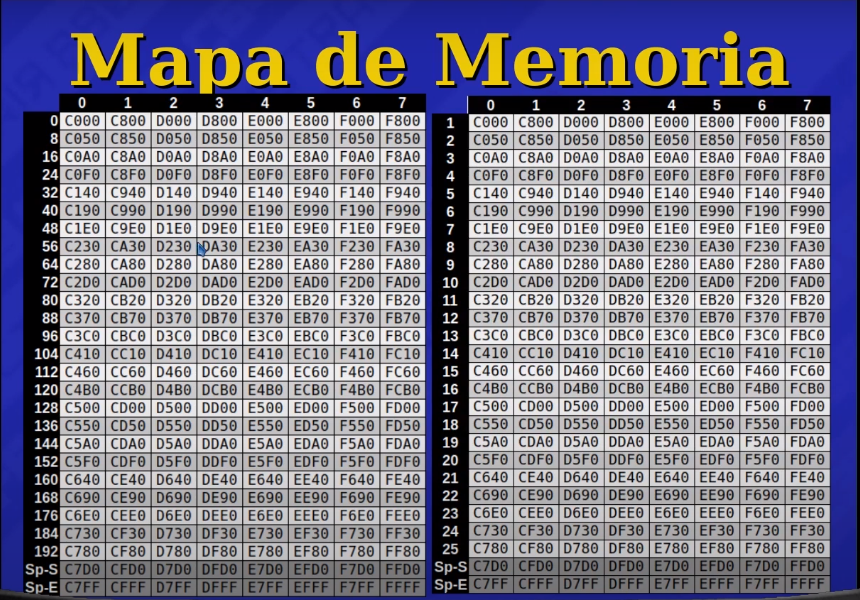 Mapa de Memoria
0 1 2 3 4 5 6 7
0 C000 C800 D000 D800 E000 E800 F000 F800
8 C050 C850 D050 D850 E050 E850 F050 F850
16 C0A0 C8A0 D0A0 D8A0 E0A0 E8A0 F0A0 F8A0
24 C0F0 C8F0 D0F0 D8F0 E0F0 E8F0 F0F0 F8F0
32 C140 C940 D140 D940 E140 E940 F140 F940
40 C190 C990 D190 D990 E190 E990 F190 F990
48 C1E0 C9E0 D1E0 D9E0 E1E0 E9E0 F1E0 F9E0
56 C230 CA30 D230 DA30 E230 EA30 F230 FA30
64 C280 CA80 D280 DA80 E280 EA80 F280 FA80
72 C2D0 CAD0 D2D0 DAD0 E2D0 EAD0 F2D0 FAD0
80 C320 CB20 D320 DB20 E320 EB20 F320 FB20
88 C370 CB70 D370 DB70 E370 EB70 F370 FB70
96 C3C0 CBC0 D3C0 DBC0 E3C0 EBC0 F3C0 FBC0
104 C410 CC10 D410 DC10 E410 EC10 F410 FC10
112 C460 CC60 D460 DC60 E460 EC60 F460 FC60
120 C4B0 CCB0 D4B0 DCB0 E4B0 ECB0 F4B0 FCB0
128 C500 CD00 D500 DD00 E500 ED00 F500 FD00
136 C550 CD50 D550 DD50 E550 ED50 F550 FD50
144 C5A0 CDA0 D5A0 DDA0 E5A0 EDA0 F5A0 FDA0
152 C5F0 CDF0 D5F0 DDF0 E5F0 EDF0 F5F0 FDF0
160 C640 CE40 D640 DE40 E640 EE40 F640 FE40
168 C690 CE90 D690 DE90 E690 EE90 F690 FE90
176 C6E0 CEE0 D6E0 DEE0 E6E0 EEE0 F6E0 FEE0
184 C730 CF30 D730 DF30 E730 EF30 F730 FF30
192 C780 CF80 D780 DF80 E780 EF80 F780 FF80
Sp-S C7D0 CFD0 D7D0 DFD0 E7D0 EFD0 F7D0 FFD0
Sp-E C7FF CFFF D7FF DFFF E7FF EFFF F7FF FFFF
0 1 2 3 4 5 6 7
1 C000 C800 D000 D800 E000 E800 F000 F800
2 C050 C850 D050 D850 E050 E850 F050 F850
3 C0A0 C8A0 D0A0 D8A0 E0A0 E8A0 F0A0 F8A0
4 C0F0 C8F0 D0F0 D8F0 E0F0 E8F0 F0F0 F8F0
5 C140 C940 D140 D940 E140 E940 F140 F940
6 C190 C990 D190 D990 E190 E990 F190 F990
7 C1E0 C9E0 D1E0 D9E0 E1E0 E9E0 F1E0 F9E0
8 C230 CA30 D230 DA30 E230 EA30 F230 FA30
9 C280 CA80 D280 DA80 E280 EA80 F280 FA80
10 C2D0 CAD0 D2D0 DAD0 E2D0 EAD0 F2D0 FAD0
11 C320 CB20 D320 DB20 E320 EB20 F320 FB20
12 C370 CB70 D370 DB70 E370 EB70 F370 FB70
13 C3C0 CBC0 D3C0 DBC0 E3C0 EBC0 F3C0 FBC0
14 C410 CC10 D410 DC10 E410 EC10 F410 FC10
15 C460 CC60 D460 DC60 E460 EC60 F460 FC60
16 C4B0 CCB0 D4B0 DCB0 E4B0 ECB0 F4B0 FCB0
17 C500 CD00 D500 DD00 E500 ED00 F500 FD00
18 C550 CD50 D550 DD50 E550 ED50 F550 FD50
19 C5A0 CDA0 D5A0 DDA0 E5A0 EDA0 F5A0 FDA0
20 C5F0 CDF0 D5F0 DDF0 E5F0 EDF0 F5F0 FDF0
21 C640 CE40 D640 DE40 E640 EE40 F640 FE40
22 C690 CE90 D690 DE90 E690 EE90 F690 FE90
23 C6E0 CEE0 D6E0 DEE0 E6E0 EEE0 F6E0 FEE0
24 C730 CF30 D730 DF30 E730 EF30 F730 FF30
25 C780 CF80 D780 DF80 E780 EF80 F780 FF80
Sp-S C7D0 CFD0 D7D0 DFD0 E7D0 EFD0 F7D0 FFD0
Sp-E C7FF CFFF D7FF DFFF E7FF EFFF F7FF FFFF